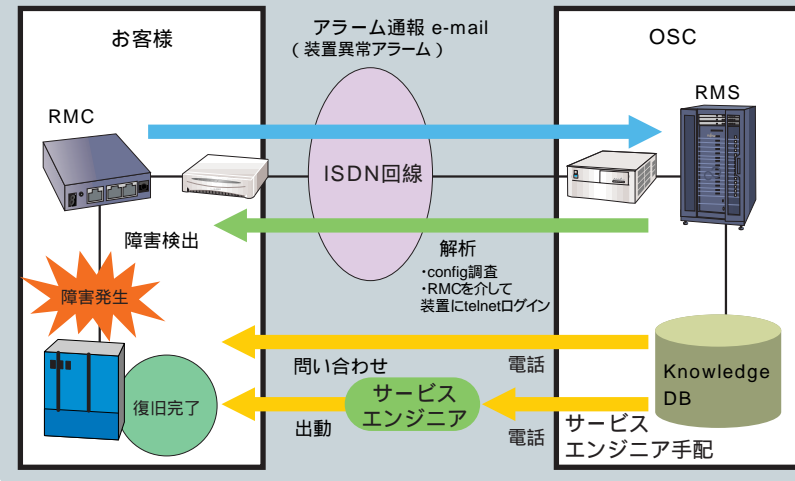 アラーム通報 e-mail
（装置異常アラーム）
お客様
OSC
RMC
RMS
ISDN回線
障害検出
解析
・config調査
・RMCを介して
装置にtelnetログイン
障害発生
問い合わせ
電話
Knowledge
DB
復旧完了
サービス
エンジニア
出動
電話
サービス
エンジニア手配